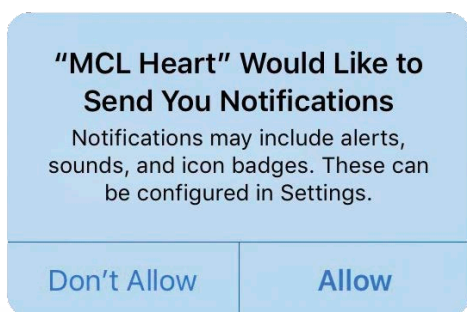 “MCL Heart” Would Like to
Send You Notifications
Notifications may include alerts,
sounds, and icon badges. These can
be configured in Settings.
Don’t Allow
Allow